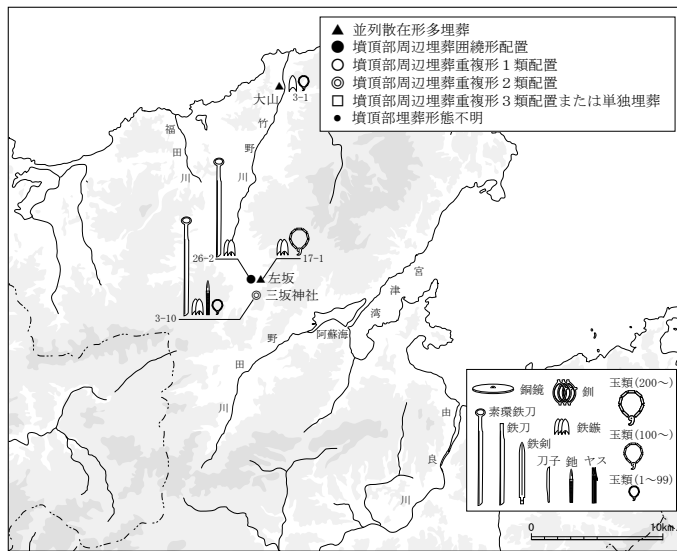 ▲ 並列散在形多埋葬
● 墳頂部周辺埋葬囲繞形配置
○ 墳頂部周辺埋葬重複形1類配置
◎ 墳頂部周辺埋葬重複形2類配置
□ 墳頂部周辺埋葬重複形3類配置または単独埋葬
• 墳頂部埋葬形態不明
大山
3-1
福田川
竹野川
26-2
17-1
左坂
三坂神社
3-10
宮津湾
阿蘇海
野田川
由良川
銅鏡
釧
玉類(200～)
素環鉄刀
鉄刀
鉄鏃
鉄剣
玉類(100～)
刀子
鉇
ヤス
玉類(1～99)
0
10km